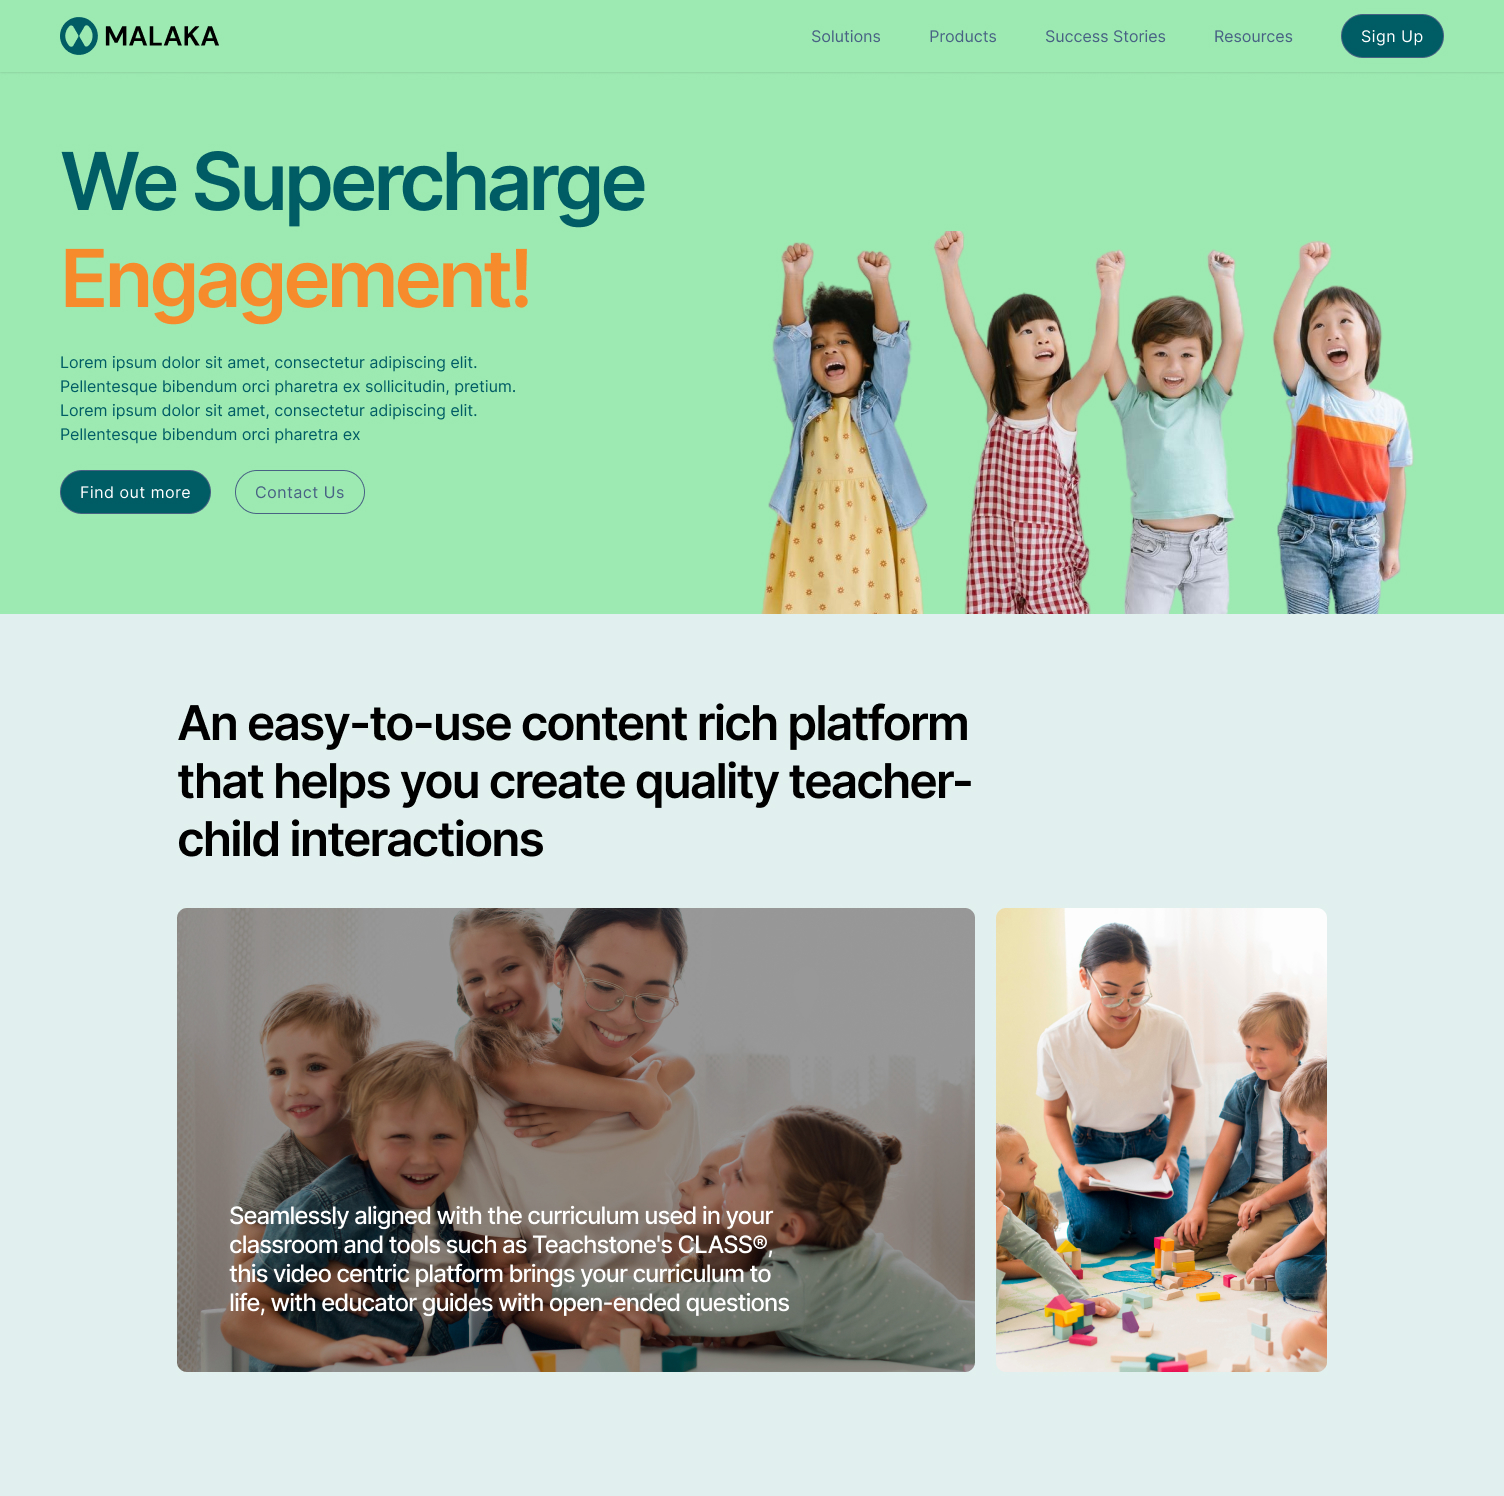 MALAKA
Solutions
Products
Success Stories
Resources
Sign Up
We Supercharge
Engagement!
Lorem ipsum dolor sit amet, consectetur adipiscing elit.
Pellentesque bibendum orci pharetra ex sollicitudin, pretium.
Lorem ipsum dolor sit amet, consectetur adipiscing elit.
Pellentesque bibendum orci pharetra ex
Find out more
Contact Us
An easy-to-use content rich platform
that helps you create quality teacher-
child interactions
Seamlessly aligned with the curriculum used in your
classroom and tools such as Teachstone's CLASS®,
this video centric platform brings your curriculum to
life, with educator guides with open-ended questions